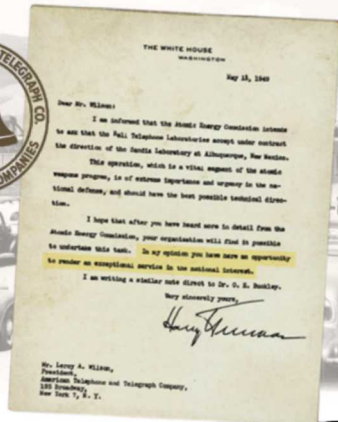 TELEGRAPH CO.
COMPANIES
THE WHITE HOUSE
WASHINGTON
May 13, 1949
Dear Mr. Wilson:
I am informed that the Atomic Energy Commission intends
to ask that the Bell Telephone Laboratories accept under contract
the direction of the Sandia Laboratory at Albuquerque, New Mexico.
This operation, which is a vital segment of the atomic
weapons program, is of extreme importance and urgency in the na-
tional defense, and should have the best possible technical direc-
tion.
I hope that after you have heard more in detail from the
Atomic Energy Commission, your organization will find it possible
to undertake this task. In my opinion you have here an opportunity
to render an exceptional service in the national interest.
I am writing a similar note direct to Dr. O. E. Buckley.
Very sincerely yours,
Harry Truman
Mr. Leroy A. Wilson,
President,
American Telephone and Telegraph Company,
195 Broadway,
New York 7, N. Y.